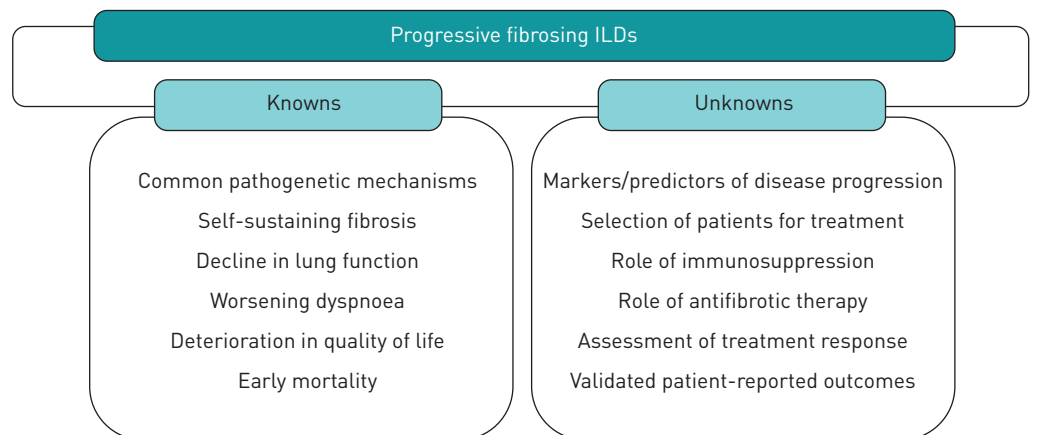 Progressive fibrosing ILDs
Knowns
Common pathogenetic mechanisms
Self-sustaining fibrosis
Decline in lung function
Worsening dyspnoea
Deterioration in quality of life
Early mortality
Unknowns
Markers/predictors of disease progression
Selection of patients for treatment
Role of immunosuppression
Role of antifibrotic therapy
Assessment of treatment response
Validated patient-reported outcomes